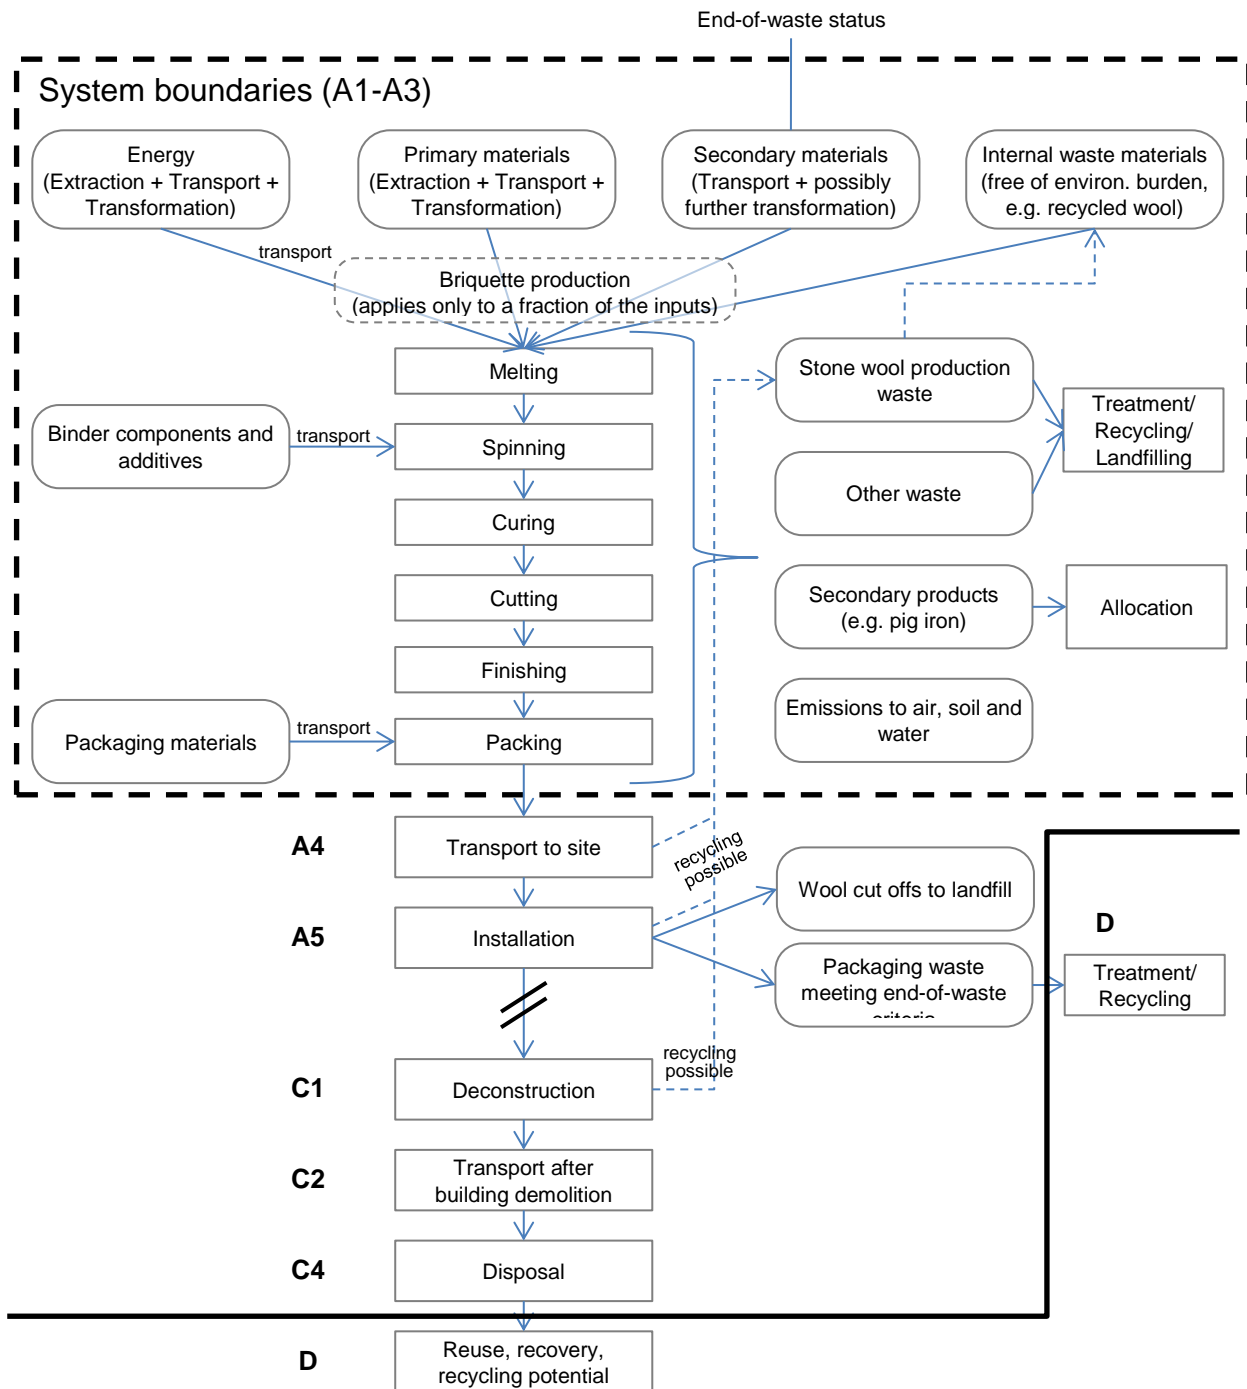 End-of-waste status
System boundaries (A1-A3)
Energy
(Extraction + Transport +
Transformation)
Primary materials
(Extraction + Transport +
Transformation)
Secondary materials
(Transport + possibly
further transformation)
Internal waste materials
(free of environ. burden,
e.g. recycled wool)
transport
Briquette production
(applies only to a fraction of the inputs)
Melting
Stone wool production
waste
Treatment/
Recycling/
Landfilling
Binder components and
additives
transport
Spinning
Other waste
Curing
Cutting
Secondary products
(e.g. pig iron)
Allocation
Finishing
Emissions to air, soil and
water
Packaging materials
transport
Packing
A4
Transport to site
recycling
possible
Wool cut offs to landfill
A5
Installation
D
Packaging waste
meeting end-of-waste
criteria
Treatment/
Recycling
recycling
possible
C1
Deconstruction
C2
Transport after
building demolition
C4
Disposal
D
Reuse, recovery,
recycling potential